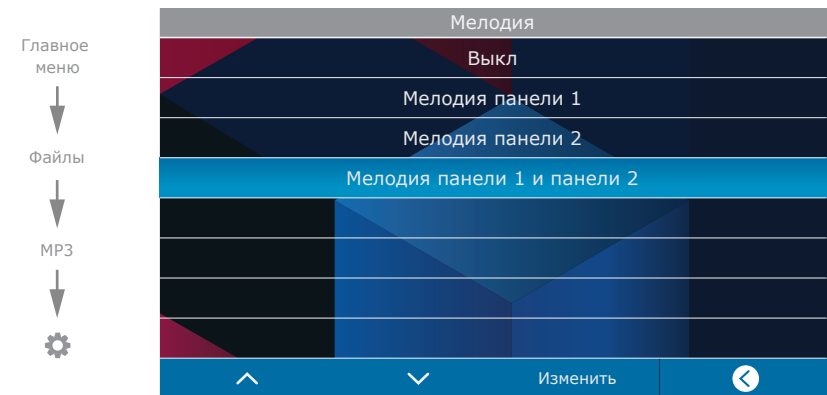 Главное
меню
Файлы
MP3
Мелодия
Выкл
Мелодия панели 1
Мелодия панели 2
Мелодия панели 1 и панели 2
Изменить